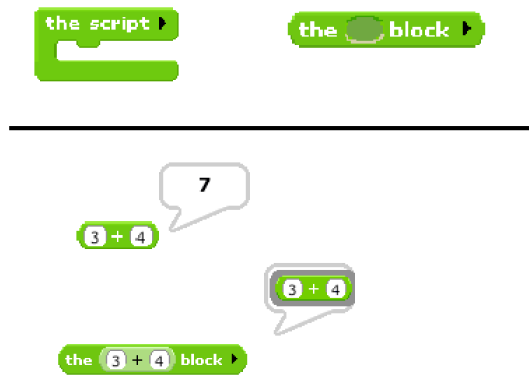 the script
the block
7
3 + 4
3 + 4
the 3 + 4 block